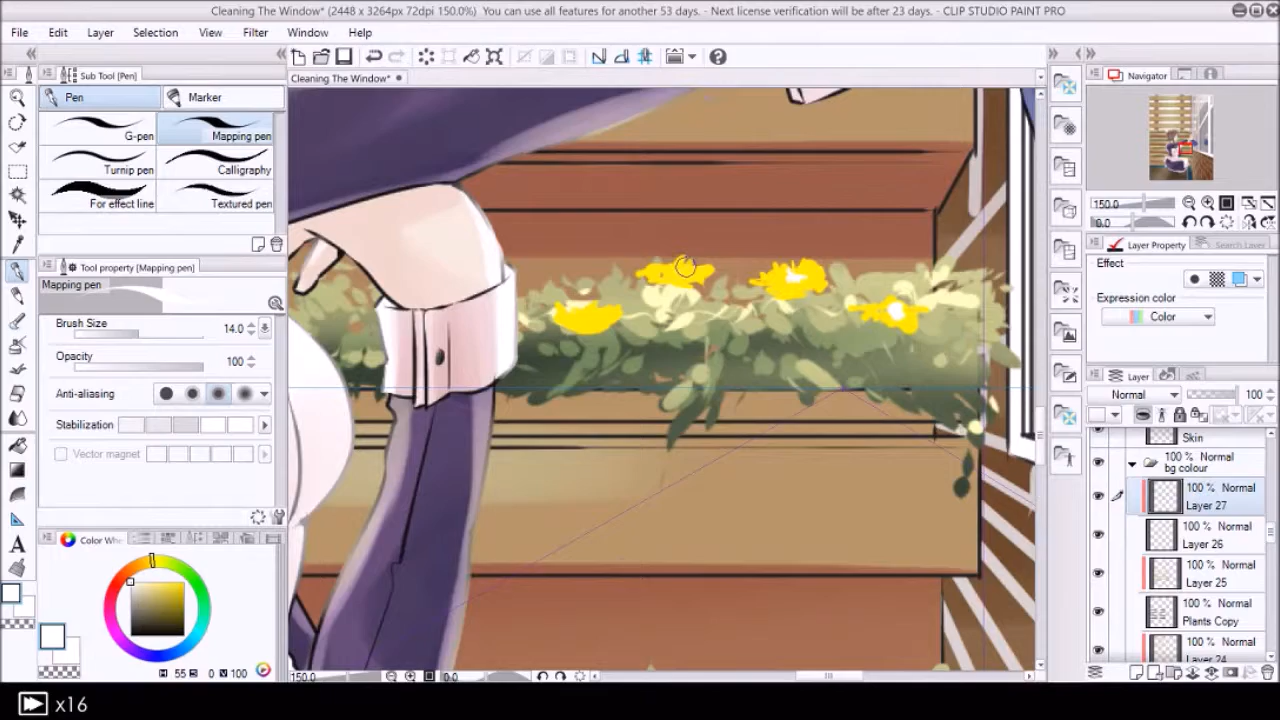 Cleaning The Window* (2448 x 3264px 72dpi 150.0%)  You can use all features for another 53 days. - Next license verification will be after 23 days. - CLIP STUDIO PAINT PRO
File Edit Layer Selection View Filter Window Help
Sub Tool [Pen]
Cleaning The Window*
Navigator
Pen Marker
G-pen Mapping pen
Turnip pen Calligraphy
For effect line Textured pen
150.0
0.0
Layer Property Search Layer
Tool property [Mapping pen]
Mapping pen
Effect
Expression color
Color
Brush Size 14.0
Opacity 100
Anti-aliasing
Stabilization
Vector magnet
Layer
Normal 100
Skin
100 % Normal
bg colour
100 % Normal
Layer 27
100 % Normal
Layer 26
100 % Normal
Layer 25
100 % Normal
Plants Copy
100 % Normal
Layer 24
Color Whe
H 55 S 0 V 100
150.0 0.0
x16